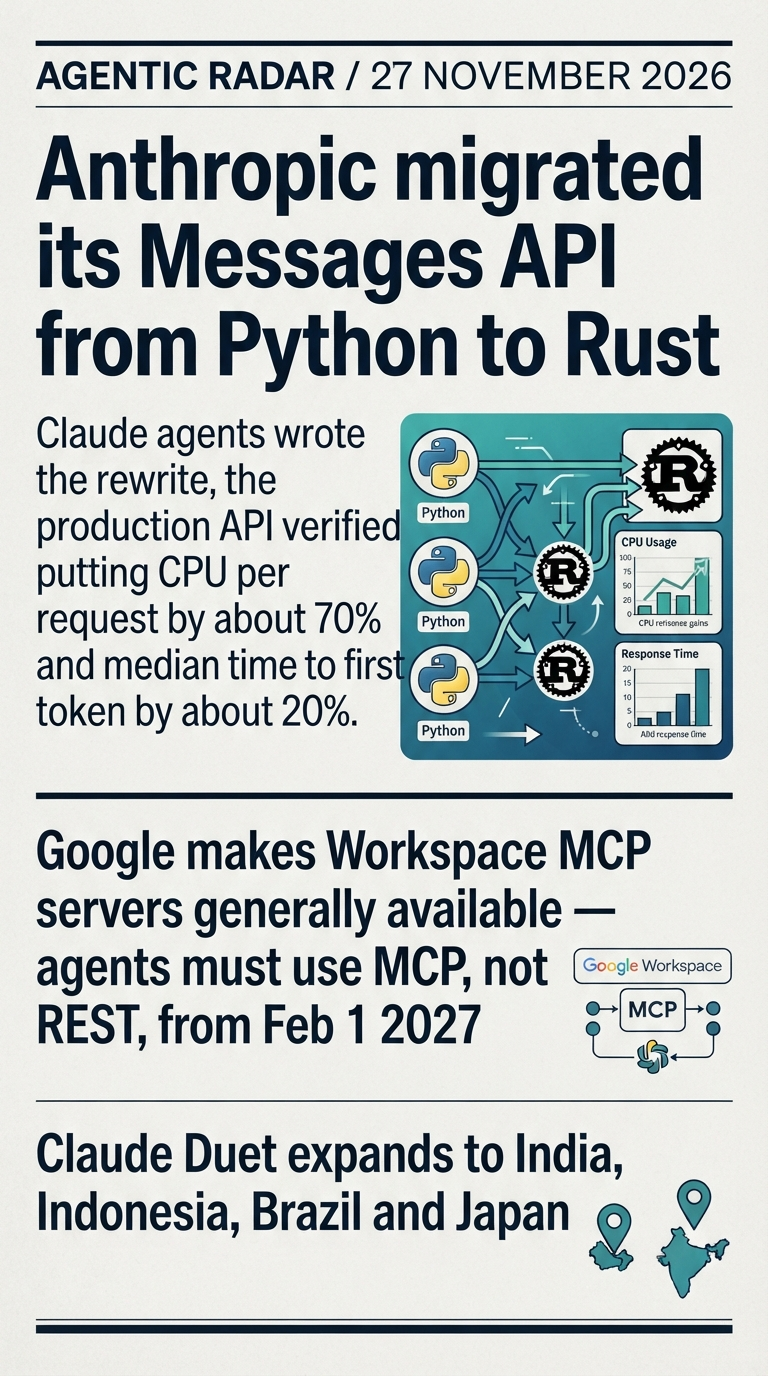 AGENTIC RADAR / 27 NOVEMBER 2026
Anthropic migrated
its Messages API
from Python to Rust
Claude agents wrote
the rewrite, the
production API verified
putting CPU per
request by about 70%
and median time to first
token by about 20%.
Python
Python
Python
R
R
R
CPU Usage
100
75
50
20
0
CPU gains
Response Time
20
15
10
5
0
Google makes Workspace MCP
servers generally available —
agents must use MCP, not
REST, from Feb 1 2027
Google Workspace
MCP
Claude Duet expands to India,
Indonesia, Brazil and Japan